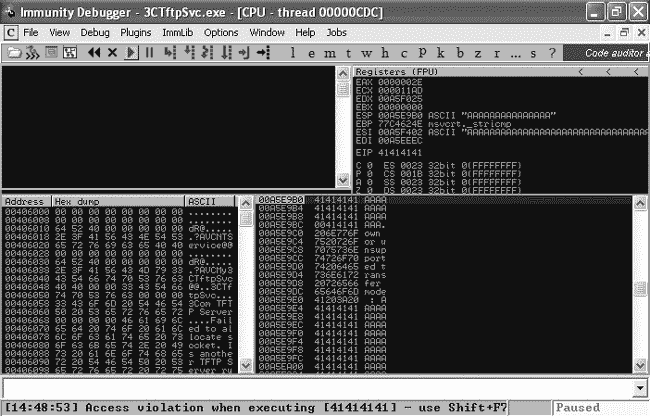 Immunity Debugger - 3CTftpSvc.exe - [CPU - thread 00000CDC]
C File View Debug Plugins ImmLib Options Window Help Jobs
l e m t w h c p k b z r ... s ? Code auditor a
Registers (FPU) < < <
EAX 0000002E
ECX 000011AD
EDX 00A5F025
EBX 00000000
ESP 00A5E9B0 ASCII "AAAAAAAAAAAAAA"
EBP 77C4624E msvcrt._stricmp
EIP 41414141
C 0 ES 0023 32bit 0(FFFFFFFF)
P 0 CS 001B 32bit 0(FFFFFFFF)
A 0 SS 0023 32bit 0(FFFFFFFF)
Z 0 DS 0023 32bit 0(FFFFFFFF)
Address Hex dump ASCII
00406000 00 00 00 00 00 00 00 00 ........
00406008 00 00 00 00 00 00 00 00 ........
00406010 64 52 40 00 00 00 00 00 dR@.....
00406018 2E 3F 41 56 43 4E 54 53 .?AVCNTS
00406020 65 72 76 69 63 65 40 40 ervice@@
00406028 00 00 00 00 00 00 00 00 ........
00406030 64 52 40 00 00 00 00 00 dR@.....
00406038 2E 3F 41 56 43 4D 79 33 .?AVCMy3
00406040 43 54 66 74 70 53 76 63 CTftpSvc
00406048 40 40 00 00 33 43 54 66 @@..3CTf
00406050 74 70 53 76 63 00 00 00 tpSvc...
00406058 33 43 6F 6D 20 54 46 54 3Com TFT
00406060 50 20 53 65 72 76 65 72 P Server
00406068 00 00 00 00 46 61 69 6C ....Fail
00406070 65 64 20 74 6F 20 61 6C ed to al
00406078 6C 6F 63 61 74 65 20 73 locate s
00406080 6F 63 6B 65 74 2E 20 49 ocket. I
00406088 73 20 61 6E 6F 74 68 65 s anothe
00406090 72 20 54 46 54 50 20 53 r TFTP S
00406098 65 72 76 65 72 20 72 75 erver ru
00A5E9B0 41414141 AAAA
00A5E9B4 41414141 AAAA
00A5E9B8 41414141 AAAA
00A5E9BC 00414141 AAA.
00A5E9C0 206E776F own
00A5E9C4 7520726F or u
00A5E9C8 7075736E nsup
00A5E9CC 74726F70 port
00A5E9D0 74206465 ed t
00A5E9D4 736E6172 rans
00A5E9D8 20726566 fer
00A5E9DC 65646F6D mode
00A5E9E0 41203A20 : A
00A5E9E4 41414141 AAAA
00A5E9E8 41414141 AAAA
00A5E9EC 41414141 AAAA
00A5E9F0 41414141 AAAA
00A5E9F4 41414141 AAAA
00A5E9F8 41414141 AAAA
00A5E9FC 41414141 AAAA
00A5EA00 41414141 AAAA
[14:48:53] Access violation when executing [41414141] - use Shift+F7 Paused